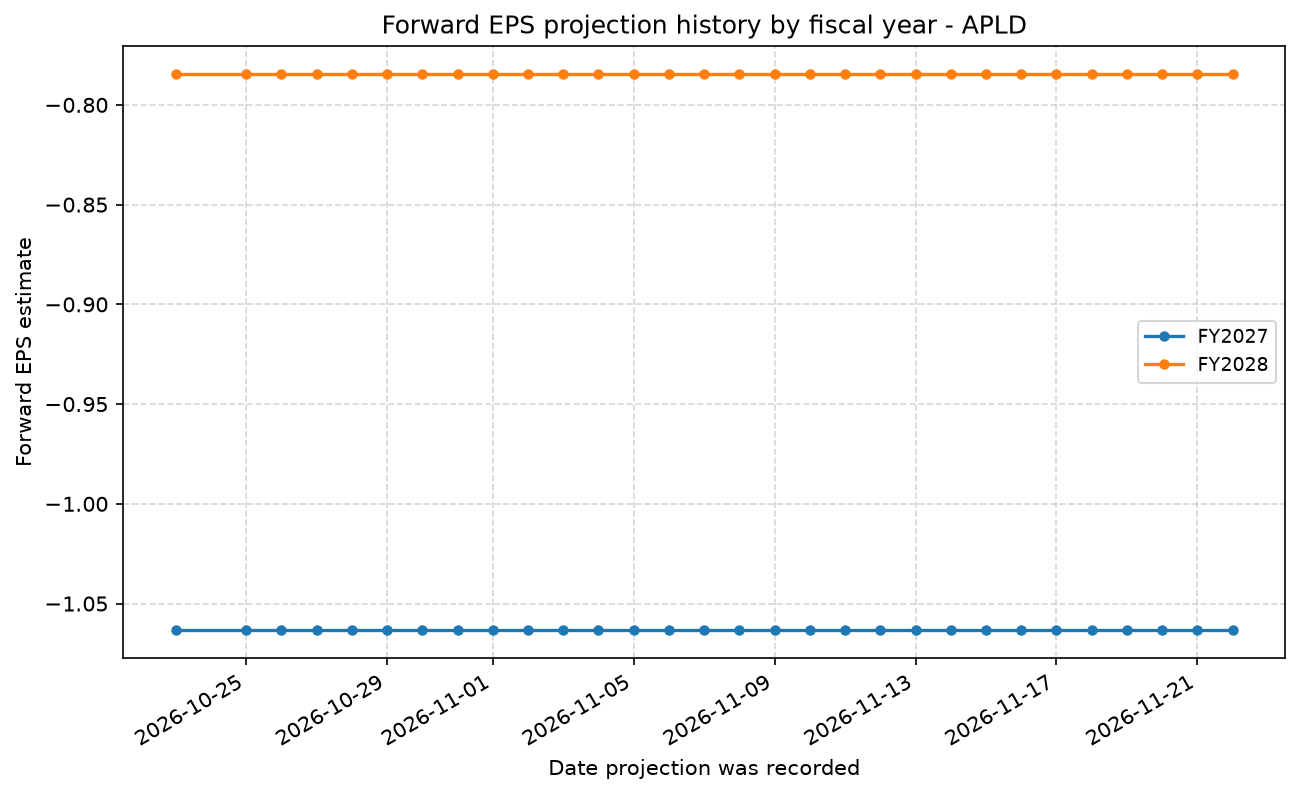 Forward EPS projection history by fiscal year - APLD
Forward EPS estimate
−0.80
−0.85
−0.90
−0.95
−1.00
−1.05
FY2027
FY2028
2026-10-25
2026-10-29
2026-11-01
2026-11-05
2026-11-09
2026-11-13
2026-11-17
2026-11-21
Date projection was recorded